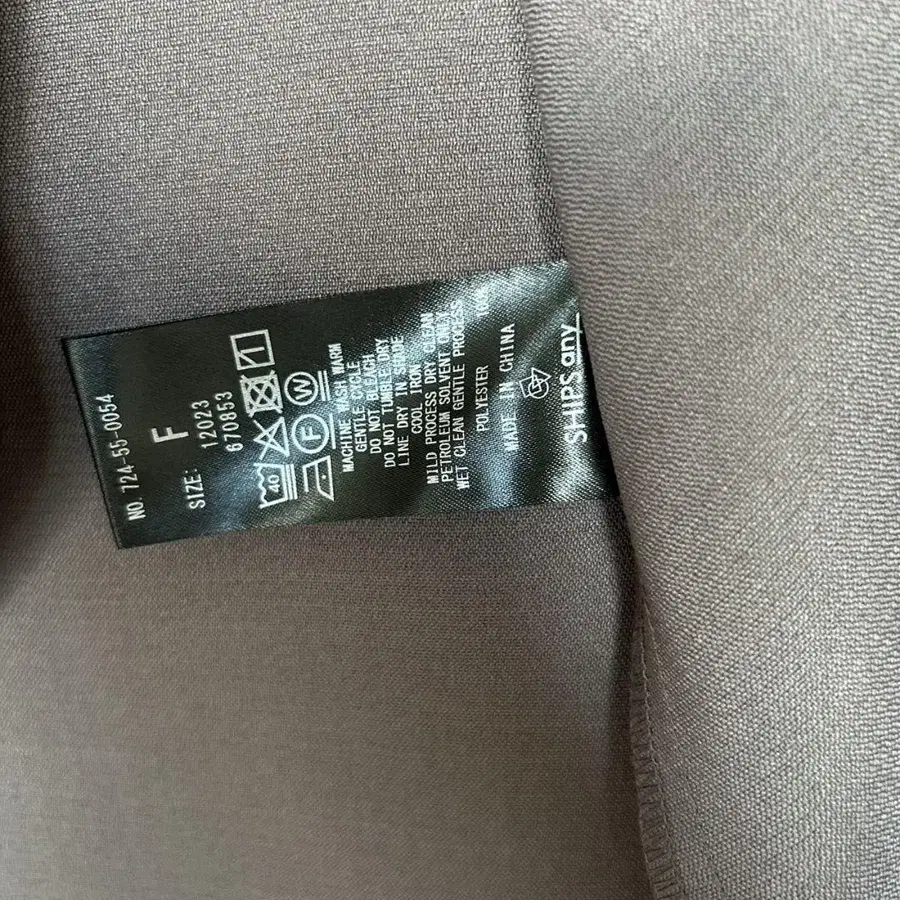 NO. 724-55-0054
F
SIZE:
12023
670853
40
F W
MACHINE WASH WARM
GENTLE CYCLE
DO NOT BLEACH
DO NOT TUMBLE DRY
LINE DRY IN SHADE
COOL IRON
MILD PROCESS DRY CLEAN
PETROLEUM SOLVENT ONLY
WET CLEAN GENTLE PROCESS
POLYESTER
MADE IN CHINA
SHIPS any